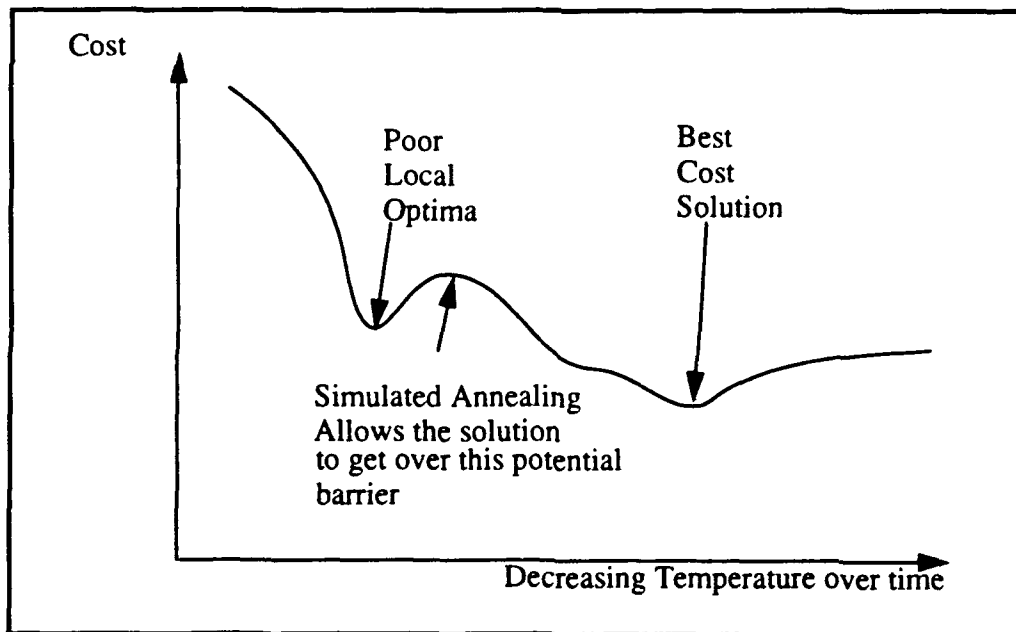 Cost
Poor
Local
Optima
Best
Cost
Solution
Simulated Annealing
Allows the solution
to get over this potential
barrier
Decreasing Temperature over time